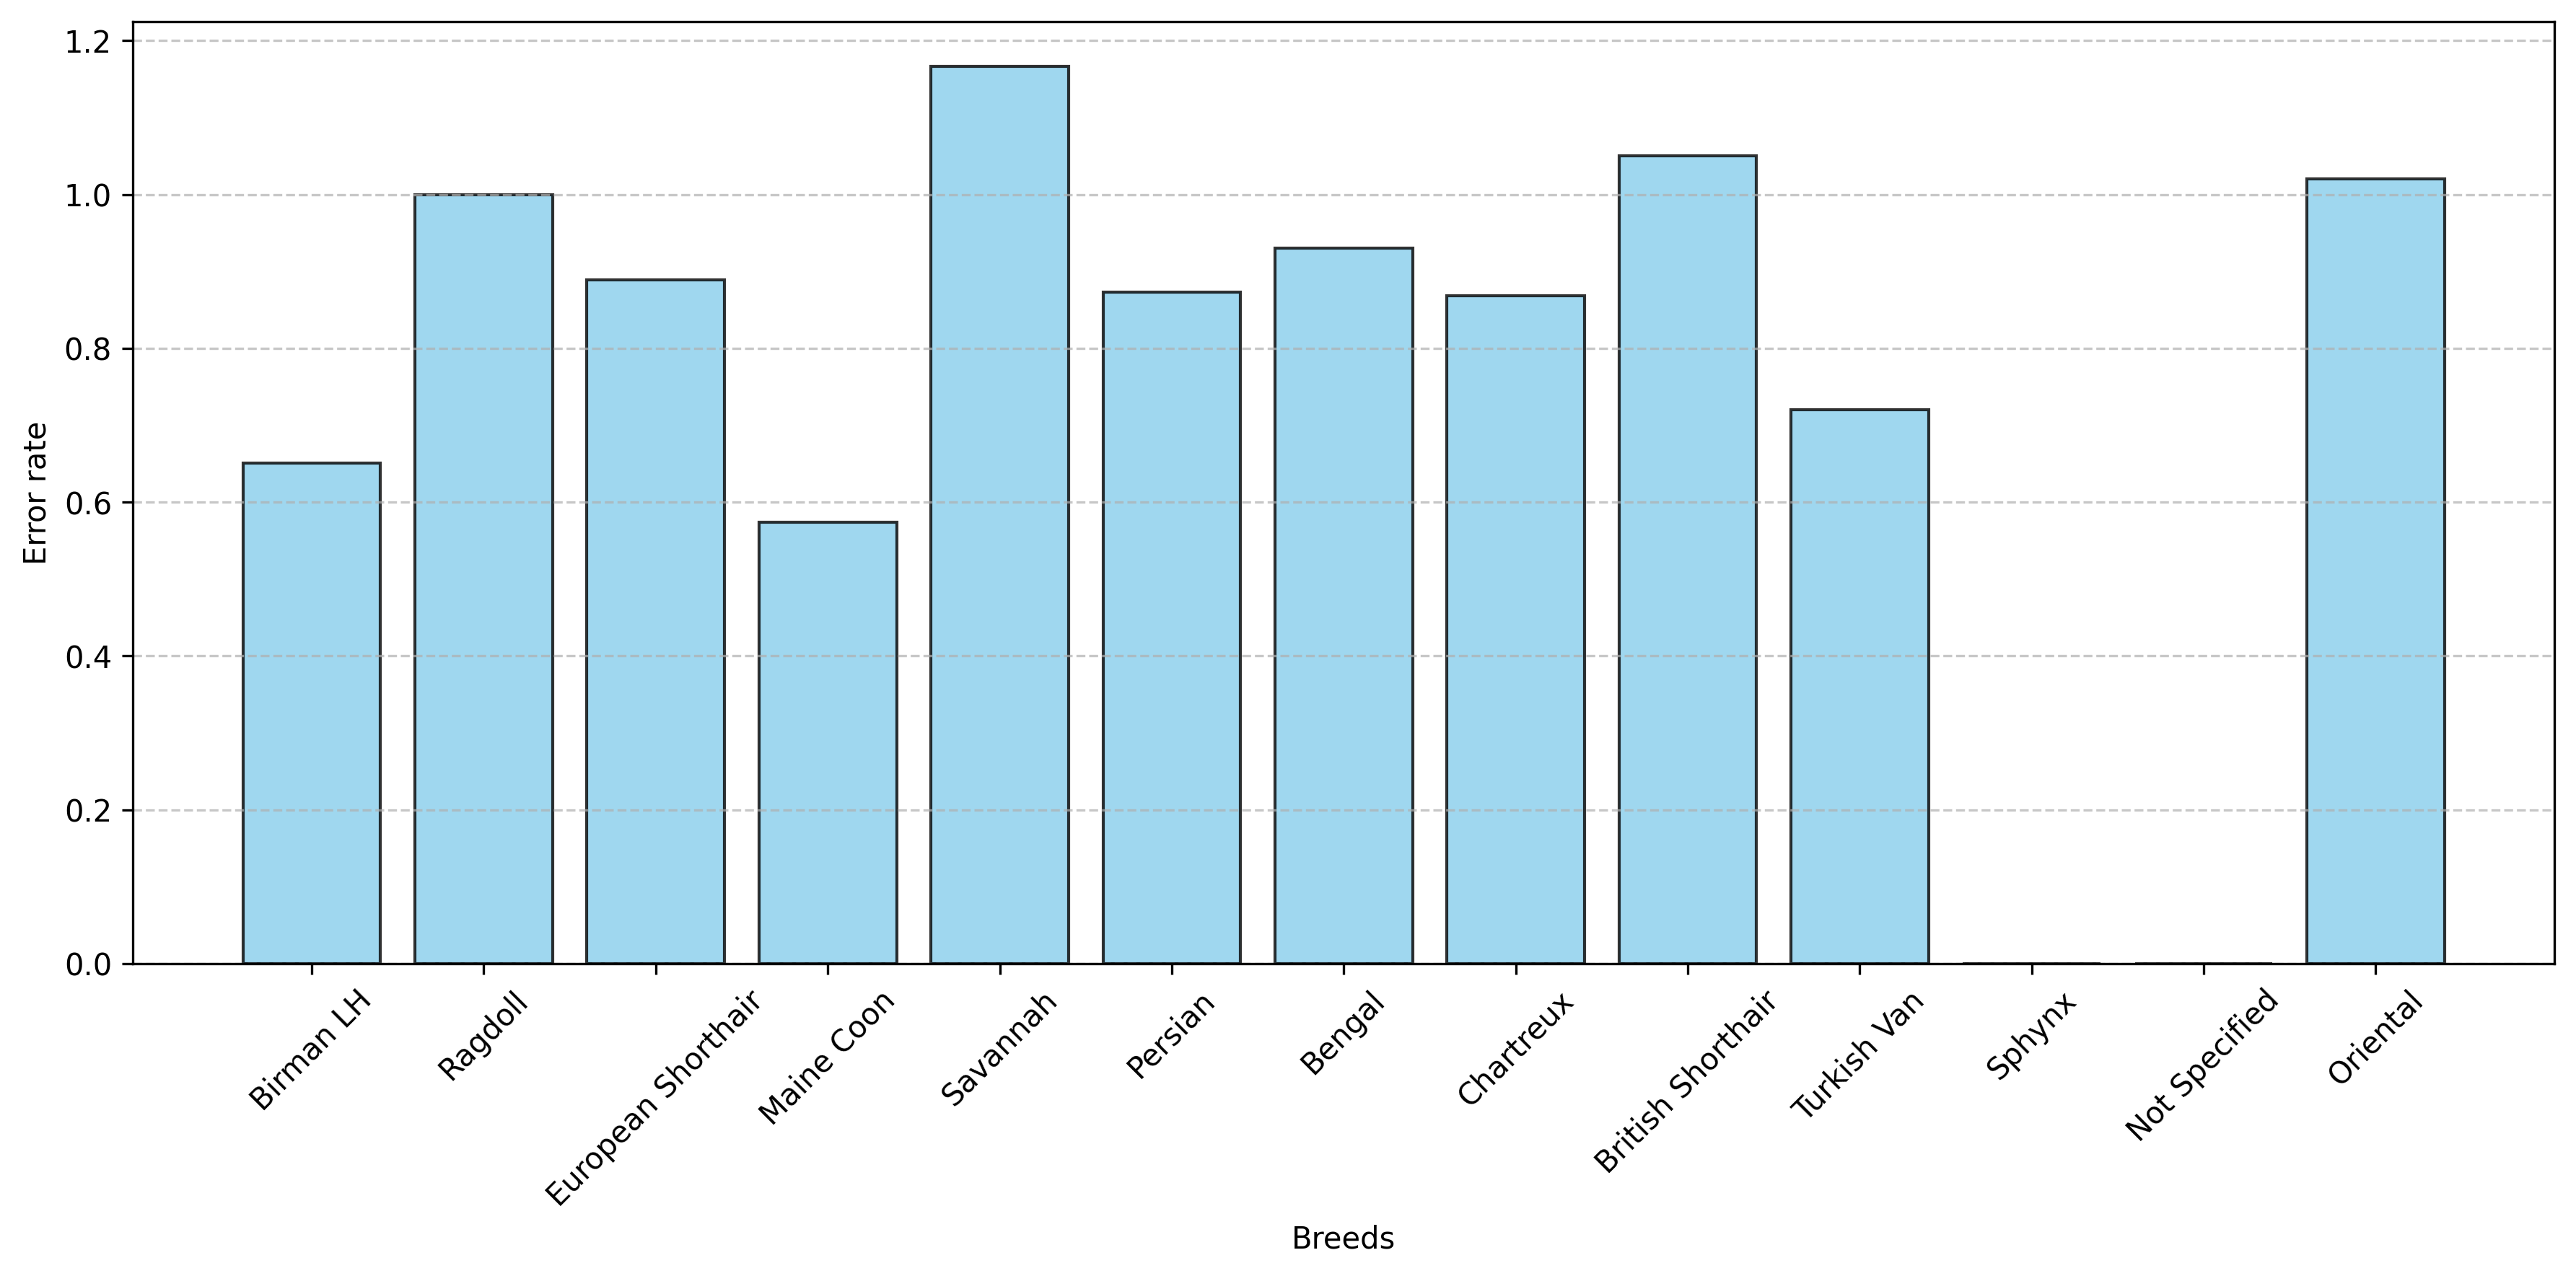 1.2
1.0
0.8
0.6
0.4
0.2
0.0
Error rate
Birman LH
Ragdoll
European Shorthair
Maine Coon
Savannah
Persian
Bengal
Chartreux
British Shorthair
Turkish Van
Sphynx
Not Specified
Oriental
Breeds